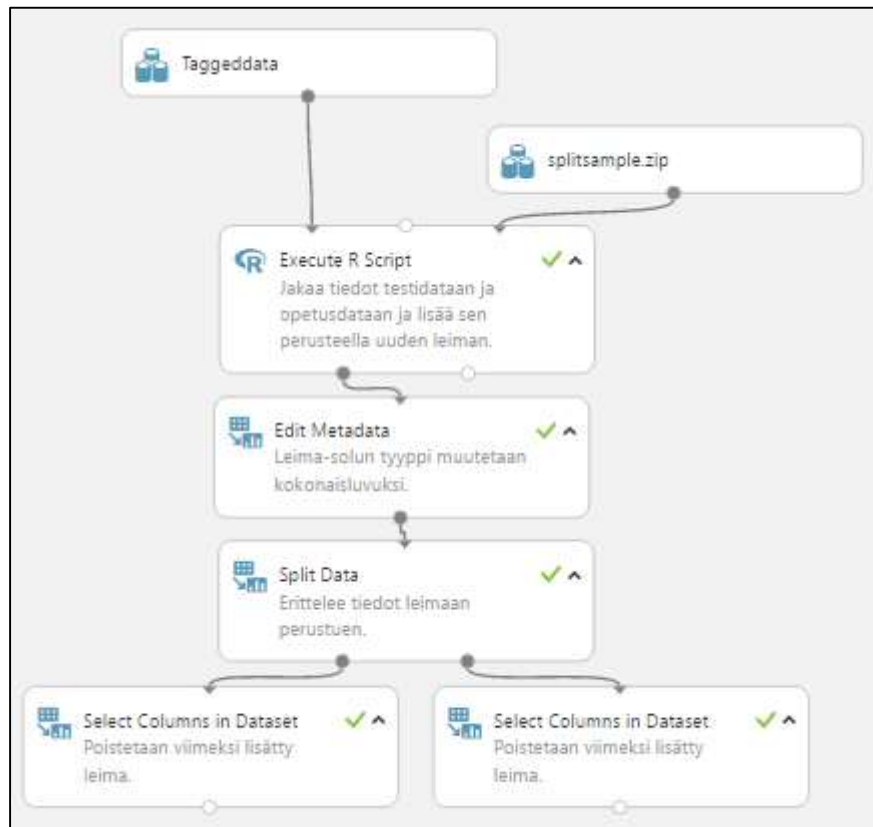 Taggeddata
splitsample.zip
Execute R Script
Jakaa tiedot testidataan ja
opetusdataan ja lisää sen
perusteella uuden leiman.
Edit Metadata
Leima-solun tyyppi muutetaan
kokonaisluvuksi.
Split Data
Erittelee tiedot leimaan
perustuen.
Select Columns in Dataset
Poistetaan viimeksi lisätty
leima.
Select Columns in Dataset
Poistetaan viimeksi lisätty
leima.